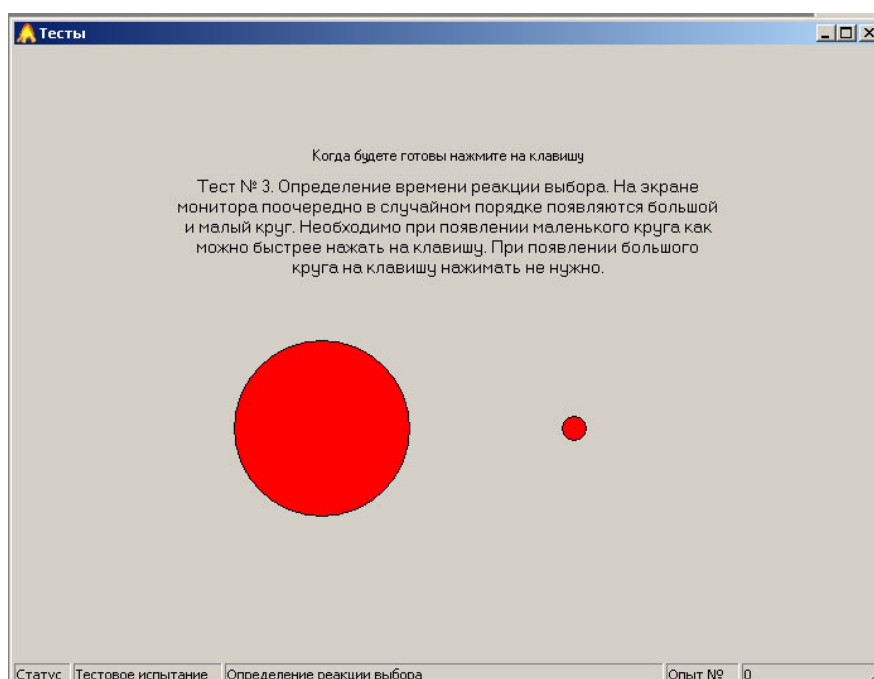 Тесты
Когда будете готовы нажмите на клавишу
Тест № 3. Определение времени реакции выбора. На экране
монитора поочередно в случайном порядке появляются большой
и малый круг. Необходимо при появлении маленького круга как
можно быстрее нажать на клавишу. При появлении большого
круга на клавишу нажимать не нужно.
Статус Тестовое испытание Определение реакции выбора Опыт № 0